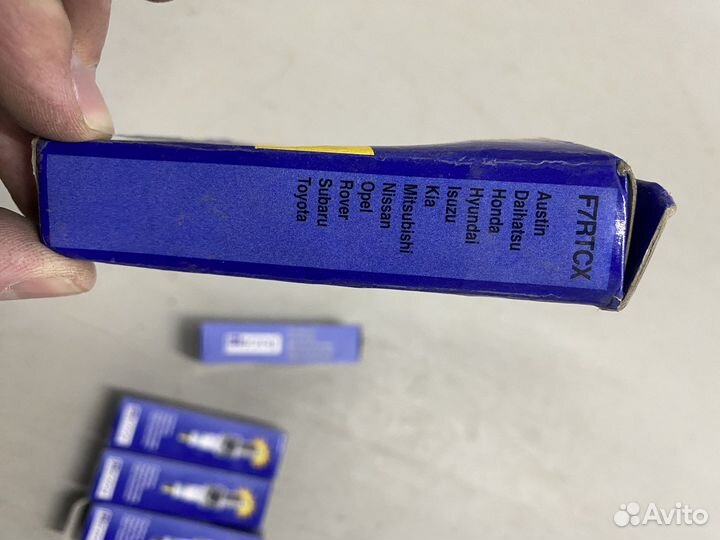 F7RTCX
Austin
Daihatsu
Honda
Hyundai
Isuzu
Kia
Mitsubishi
Nissan
Opel
Rover
Subaru
Toyota
Avito